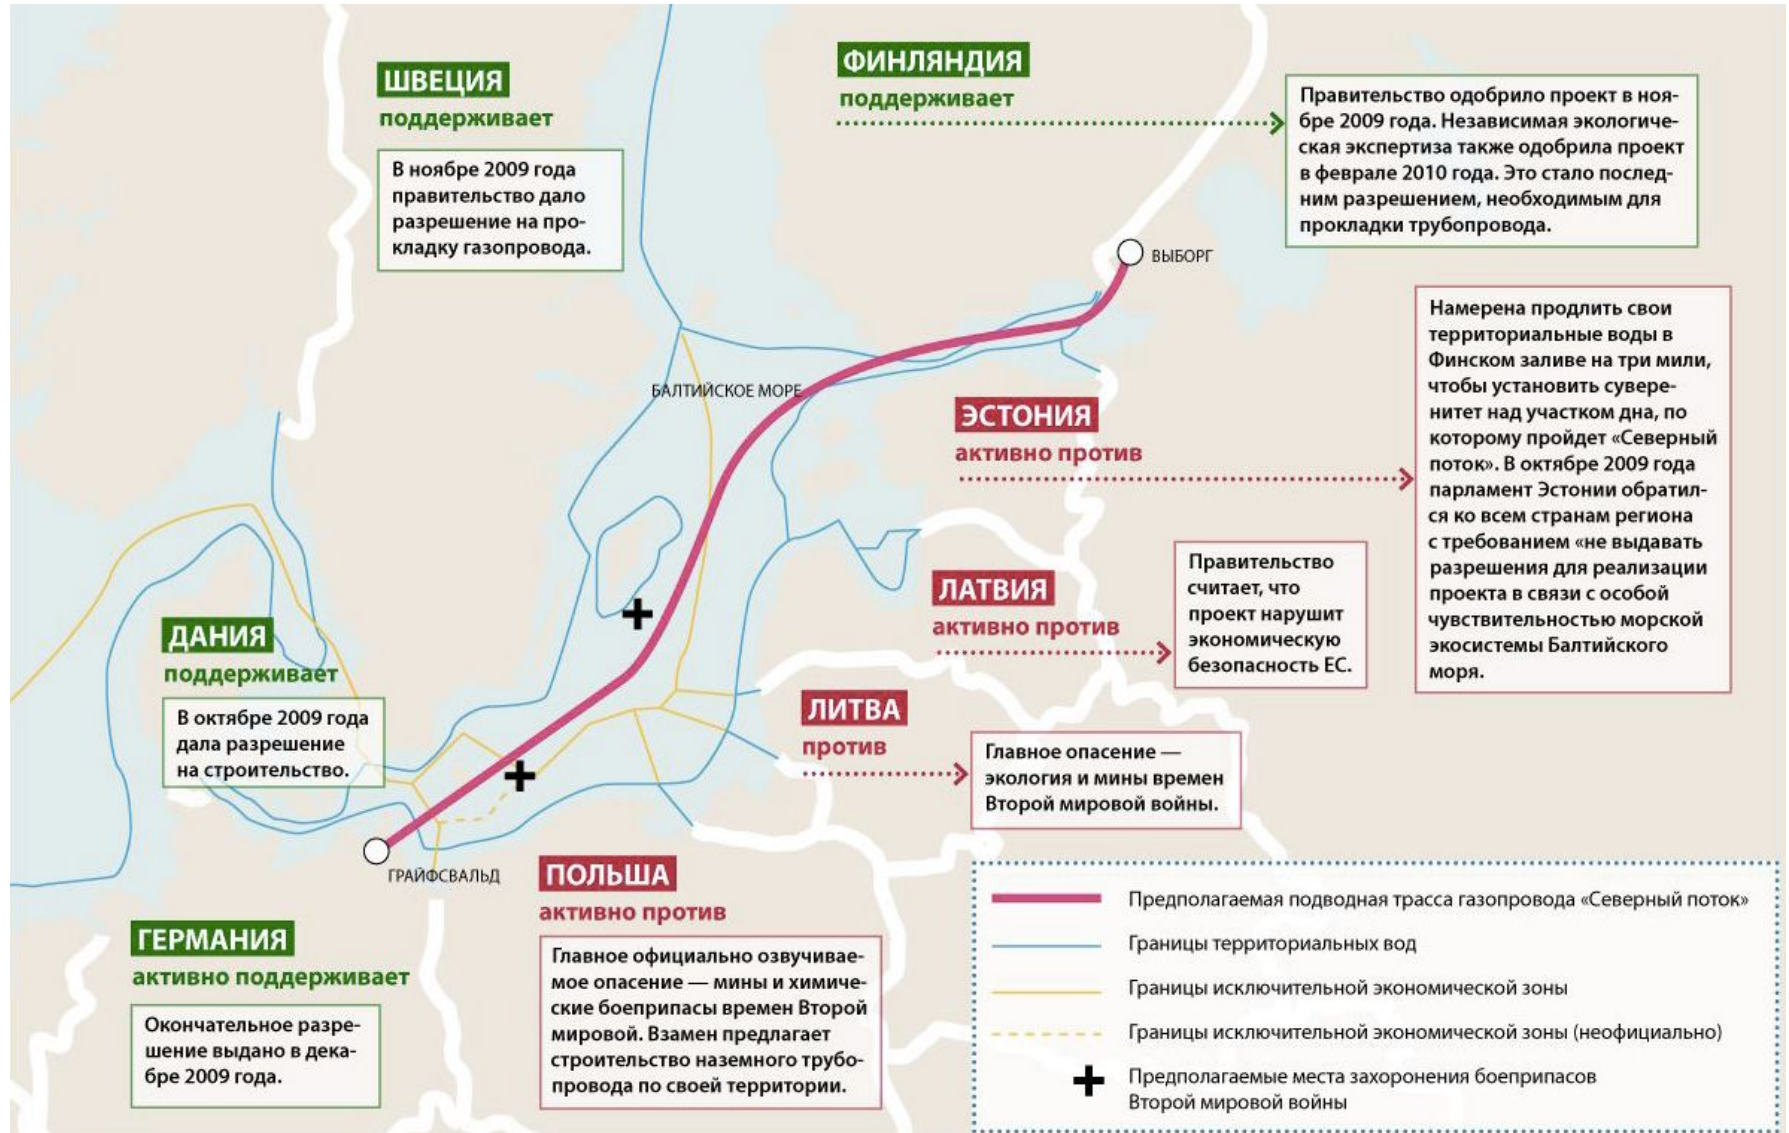 ШВЕЦИЯ
поддерживает
В ноябре 2009 года
правительство дало
разрешение на про-
кладку газопровода.
ФИНЛЯНДИЯ
поддерживает
Правительство одобрило проект в ноя-
бре 2009 года. Независимая экологиче-
ская экспертиза также одобрила проект
в феврале 2010 года. Это стало послед-
ним разрешением, необходимым для
прокладки трубопровода.
ВЫБОРГ
БАЛТИЙСКОЕ МОРЕ
ЭСТОНИЯ
активно против
Намерена продлить свои
территориальные воды в
Финском заливе на три мили,
чтобы установить сувере-
нитет над участком дна, по
которому пройдет «Северный
поток». В октябре 2009 года
парламент Эстонии обратил-
ся ко всем странам региона
с требованием «не выдавать
разрешения для реализации
проекта в связи с особой
чувствительностью морской
экосистемы Балтийского
моря.
ЛАТВИЯ
активно против
Правительство
считает, что
проект нарушит
экономическую
безопасность ЕС.
ДАНИЯ
поддерживает
В октябре 2009 года
дала разрешение
на строительство.
ЛИТВА
против
Главное опасение —
экология и мины времен
Второй мировой войны.
ГРАЙФСВАЛЬД
ПОЛЬША
активно против
Главное официально озвучивае-
мое опасение — мины и химиче-
ские боеприпасы времен Второй
мировой. Взамен предлагает
строительство наземного трубо-
провода по своей территории.
ГЕРМАНИЯ
активно поддерживает
Окончательное разре-
шение выдано в дека-
бре 2009 года.
Предполагаемая подводная трасса газопровода «Северный поток»
Границы территориальных вод
Границы исключительной экономической зоны
Границы исключительной экономической зоны (неофициально)
Предполагаемые места захоронения боеприпасов
Второй мировой войны